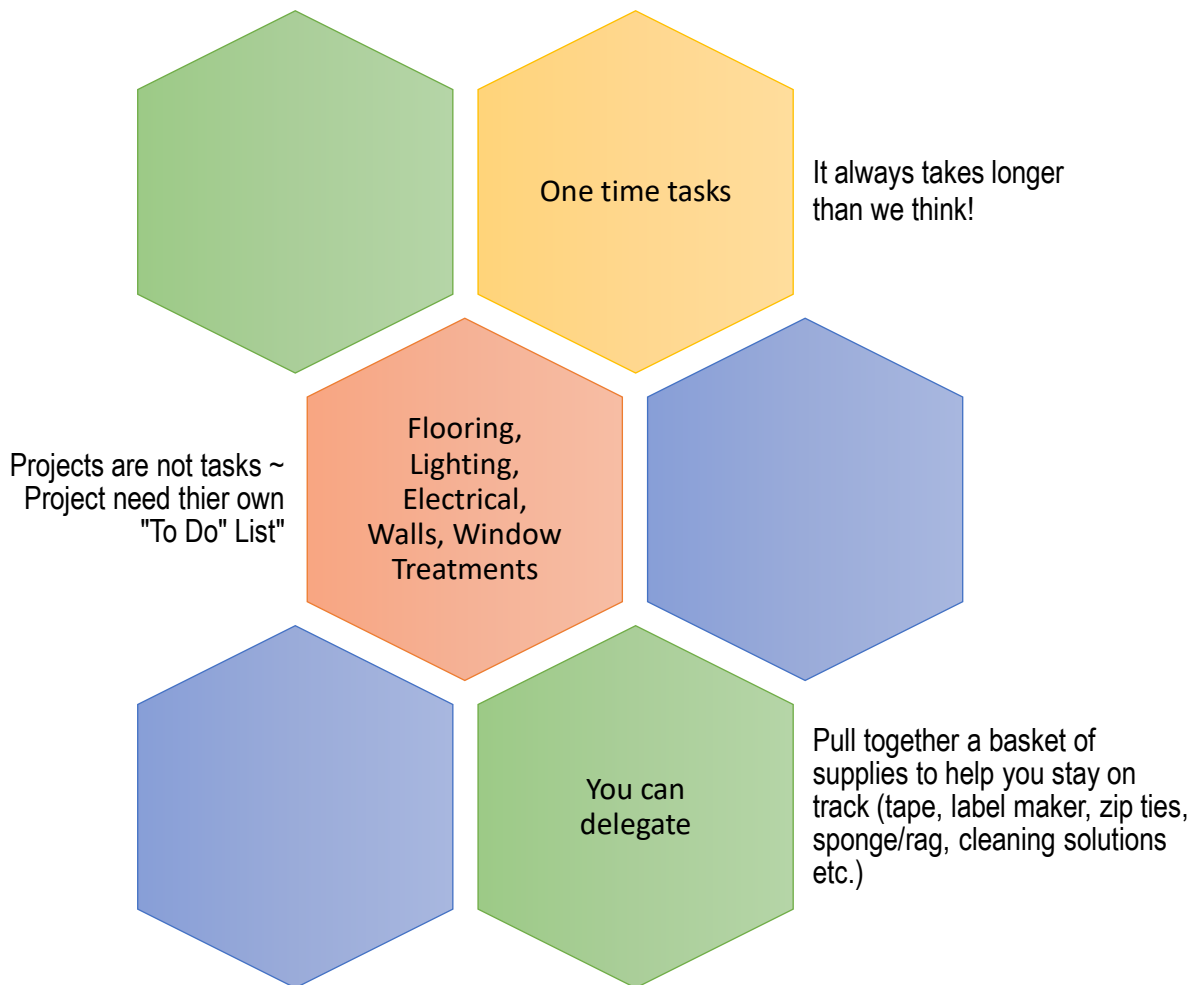 One time tasks
It always takes longer
than we think!
Projects are not tasks ~
Project need thier own
"To Do" List"
Flooring,
Lighting,
Electrical,
Walls, Window
Treatments
You can
delegate
Pull together a basket of
supplies to help you stay on
track (tape, label maker, zip ties,
sponge/rag, cleaning solutions
etc.)